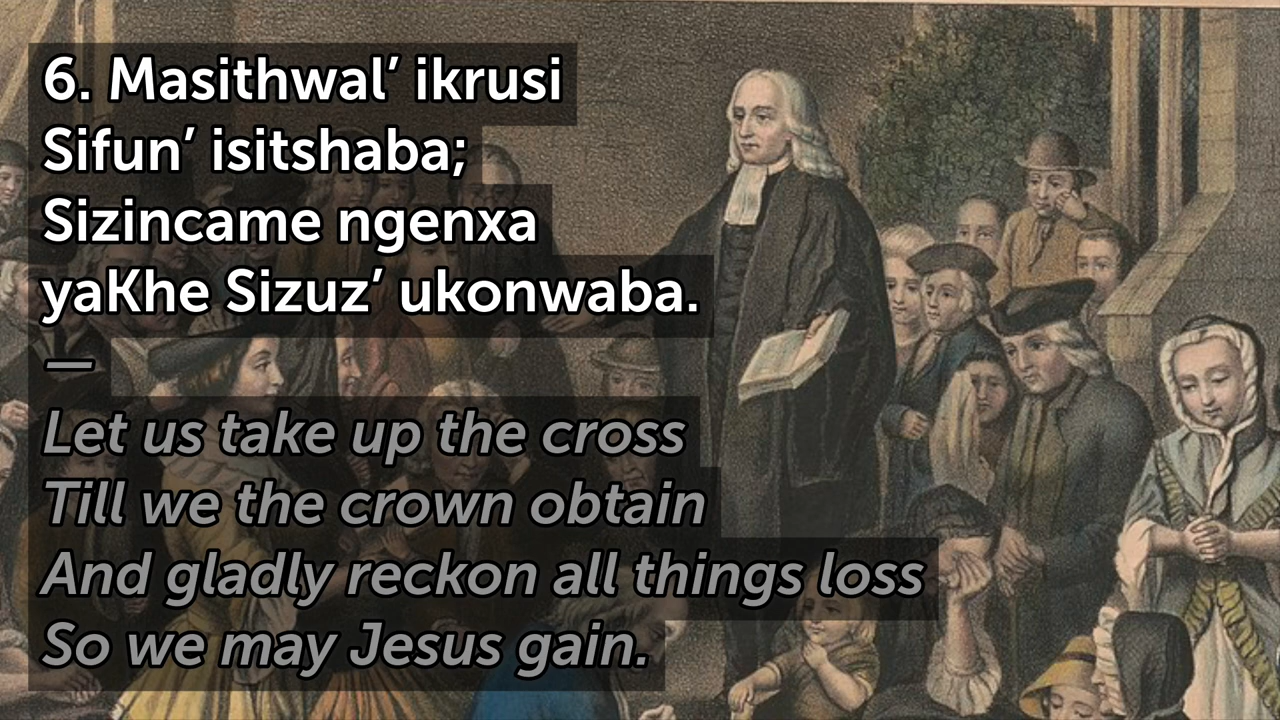 6. Masithwal’ ikrusi
Sifun’ isitshaba;
Sizincame ngenxa
yaKhe Sizuz’ ukonwaba.
—
Let us take up the cross
Till we the crown obtain
And gladly reckon all things loss
So we may Jesus gain.